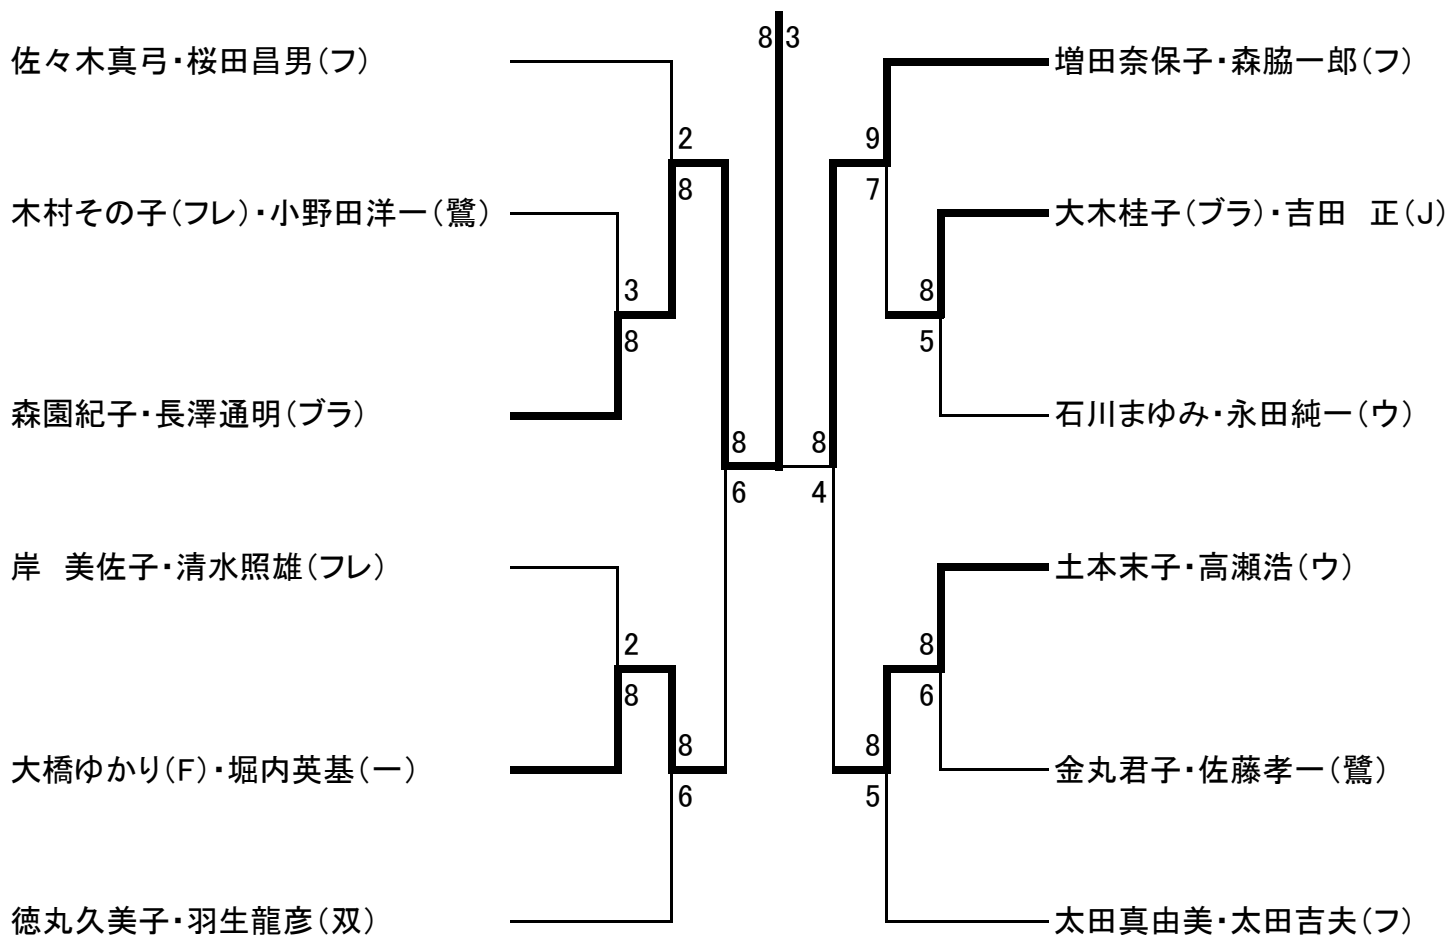 8 3
佐々木真弓・桜田昌男(フ)
増田奈保子・森脇一郎(フ)
2
9
8
7
木村その子(フレ)・小野田洋一(鷺)
大木桂子(ブラ)・吉田　正(J)
3
8
8
5
森園紀子・長澤通明(ブラ)
石川まゆみ・永田純一(ウ)
8
8
6
4
岸　美佐子・清水照雄(フレ)
土本末子・高瀬浩(ウ)
2
8
8
6
大橋ゆかり(F)・堀内英基(一)
金丸君子・佐藤孝一(鷺)
8
8
6
5
徳丸久美子・羽生龍彦(双)
太田真由美・太田吉夫(フ)